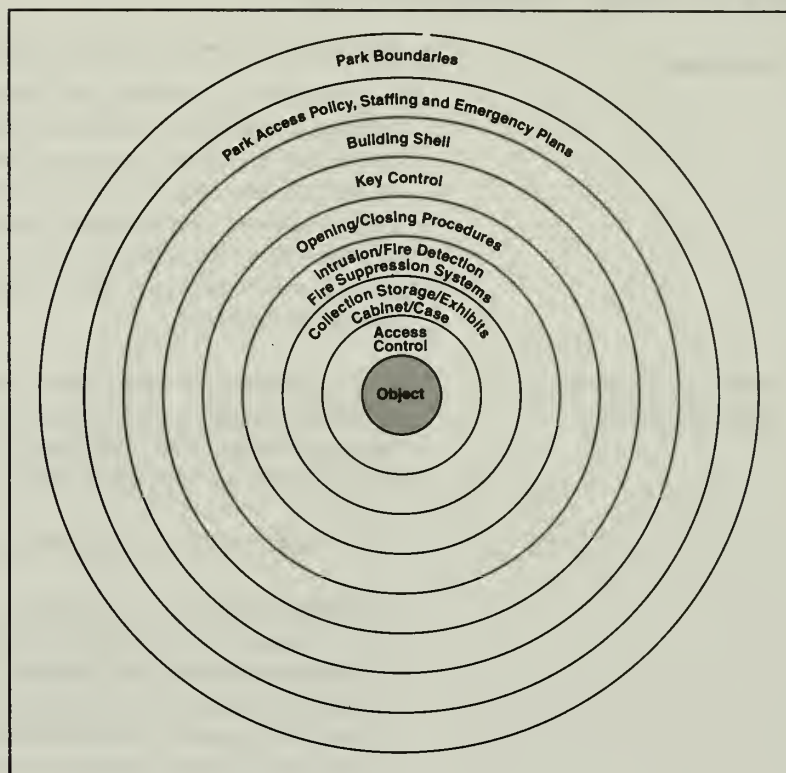 Park Boundaries
Park Access Policy, Staffing and Emergency Plans
Building Shell
Key Control
Opening/Closing Procedures
Intrusion/Fire Detection
Fire Suppression Systems
Collection Storage/Exhibits
Cabinet/Case
Access
Control
Object